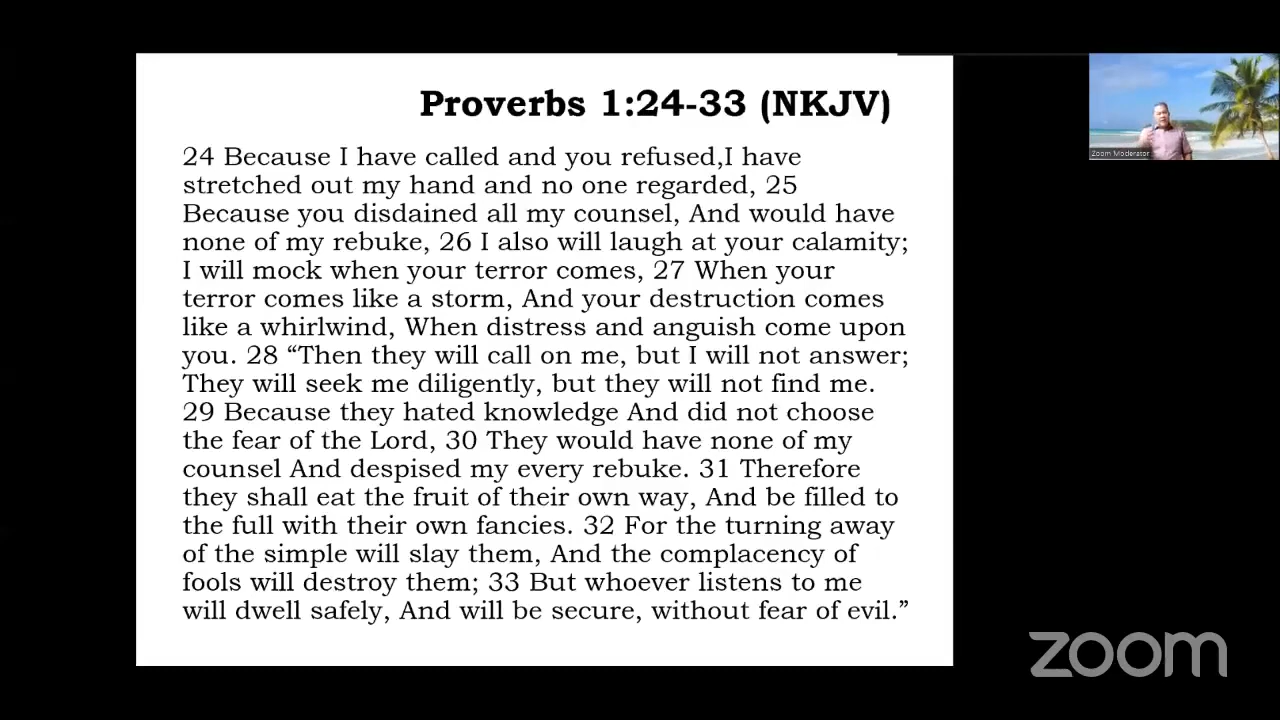 Proverbs 1:24-33 (NKJV)
24 Because I have called and you refused,I have
stretched out my hand and no one regarded, 25
Because you disdained all my counsel, And would have
none of my rebuke, 26 I also will laugh at your calamity;
I will mock when your terror comes, 27 When your
terror comes like a storm, And your destruction comes
like a whirlwind, When distress and anguish come upon
you. 28 “Then they will call on me, but I will not answer;
They will seek me diligently, but they will not find me.
29 Because they hated knowledge And did not choose
the fear of the Lord, 30 They would have none of my
counsel And despised my every rebuke. 31 Therefore
they shall eat the fruit of their own way, And be filled to
the full with their own fancies. 32 For the turning away
of the simple will slay them, And the complacency of
fools will destroy them; 33 But whoever listens to me
will dwell safely, And will be secure, without fear of evil.”
Zoom Moderator
zoom